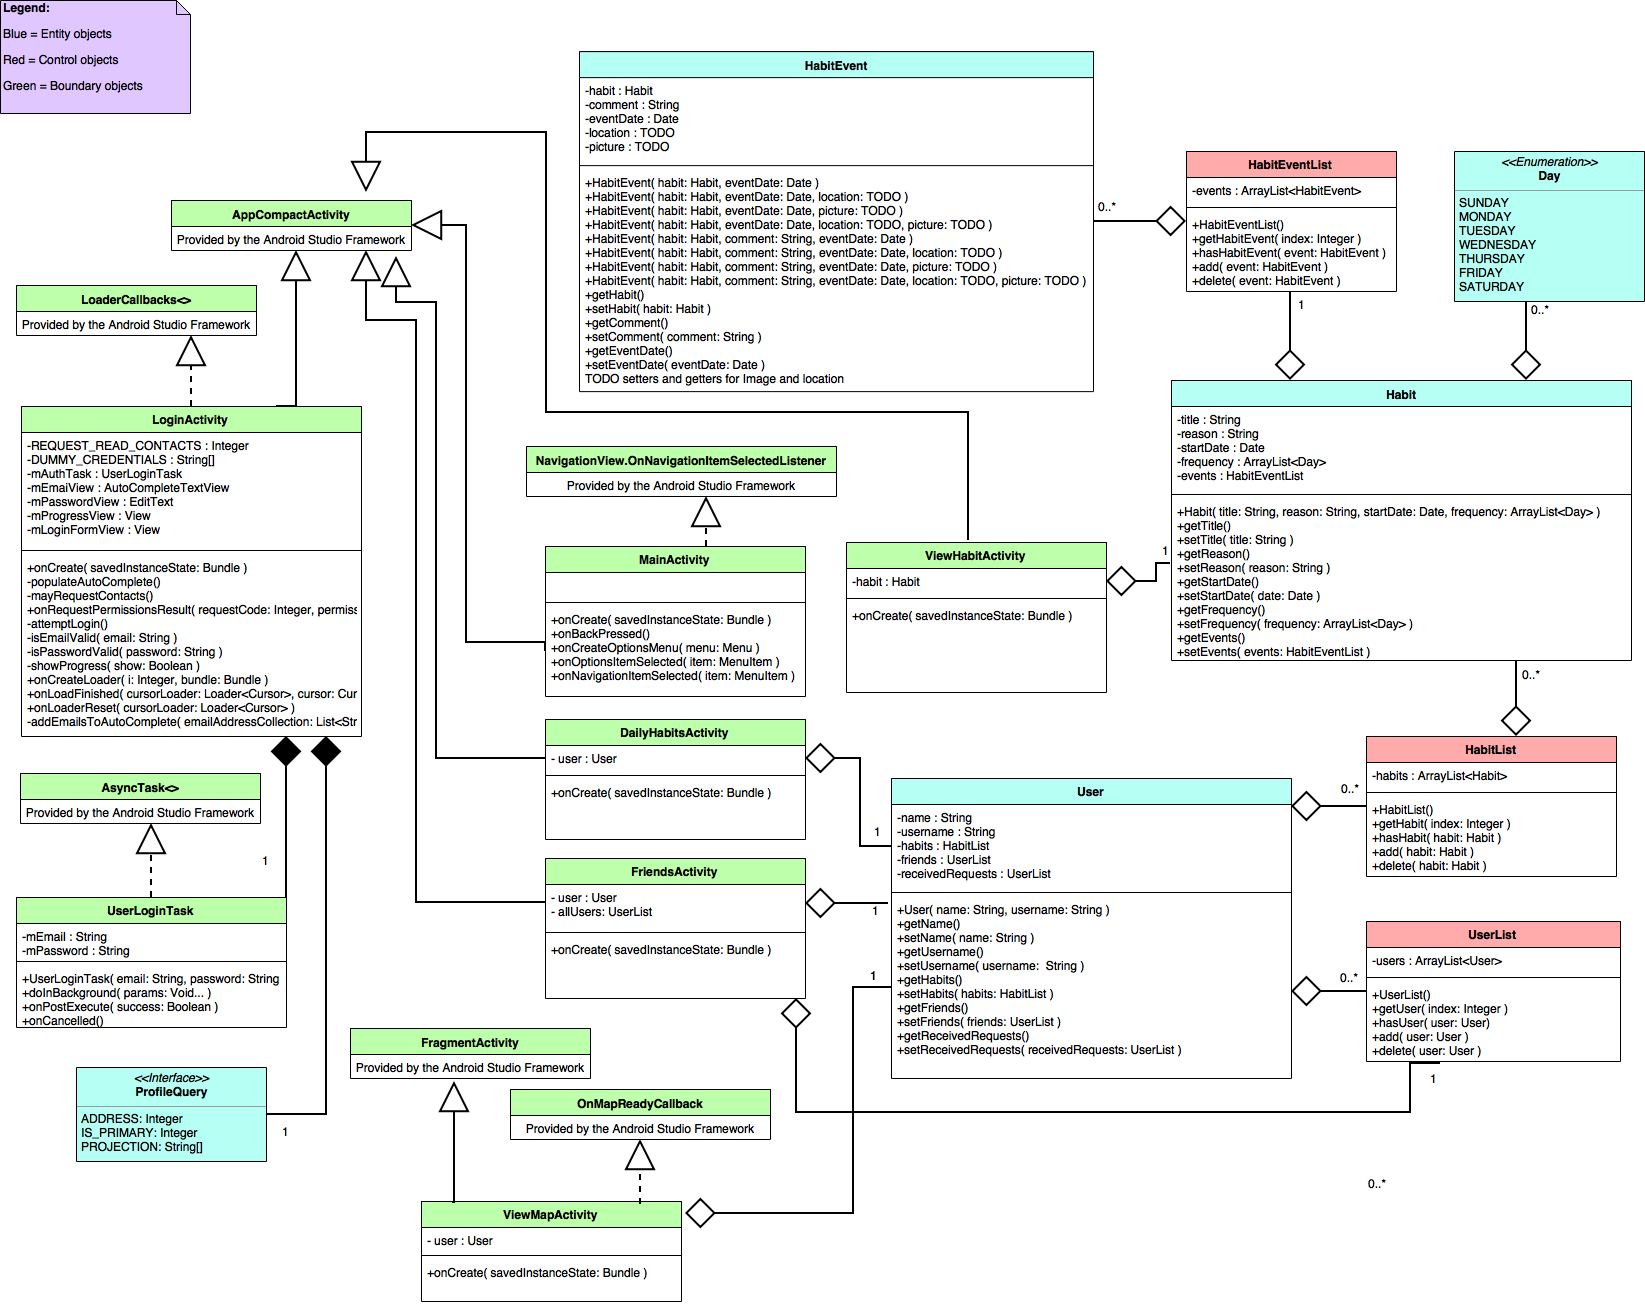 Legend:
Blue = Entity objects
Red = Control objects
Green = Boundary objects
HabitEvent
-habit : Habit
-comment : String
-eventDate : Date
-location : TODO
-picture : TODO
+HabitEvent( habit: Habit, eventDate: Date )
+HabitEvent( habit: Habit, eventDate: Date, location: TODO )
+HabitEvent( habit: Habit, eventDate: Date, picture: TODO )
+HabitEvent( habit: Habit, eventDate: Date, location: TODO, picture: TODO )
+HabitEvent( habit: Habit, comment: String, eventDate: Date )
+HabitEvent( habit: Habit, comment: String, eventDate: Date, location: TODO )
+HabitEvent( habit: Habit, comment: String, eventDate: Date, picture: TODO )
+HabitEvent( habit: Habit, comment: String, eventDate: Date, location: TODO, picture: TODO )
+getHabit()
+setHabit( habit: Habit )
+getComment()
+setComment( comment: String )
+getEventDate()
+setEventDate( eventDate: Date )
TODO setters and getters for Image and location
0..*
HabitEventList
-events : ArrayList<HabitEvent>
+HabitEventList()
+getHabitEvent( index: Integer )
+hasHabitEvent( event: HabitEvent )
+add( event: HabitEvent )
+delete( event: HabitEvent )
1
<<Enumeration>>
Day
SUNDAY
MONDAY
TUESDAY
WEDNESDAY
THURSDAY
FRIDAY
SATURDAY
0..*
AppCompactActivity
Provided by the Android Studio Framework
LoaderCallbacks<>
Provided by the Android Studio Framework
LoginActivity
-REQUEST_READ_CONTACTS : Integer
-DUMMY_CREDENTIALS : String[]
-mAuthTask : UserLoginTask
-mEmaiView : AutoCompleteTextView
-mPasswordView : EditText
-mProgressView : View
-mLoginFormView : View
+onCreate( savedInstanceState: Bundle )
-populateAutoComplete()
-mayRequestContacts()
+onRequestPermissionsResult( requestCode: Integer, permiss
-attemptLogin()
-isEmailValid( email: String )
-isPasswordValid( password: String )
-showProgress( show: Boolean )
+onCreateLoader( i: Integer, bundle: Bundle )
+onLoadFinished( cursorLoader: Loader<Cursor>, cursor: Cur
+onLoaderReset( cursorLoader: Loader<Cursor> )
-addEmailsToAutoComplete( emailAddressCollection: List<Str
Habit
-title : String
-reason : String
-startDate : Date
-frequency : ArrayList<Day>
-events : HabitEventList
+Habit( title: String, reason: String, startDate: Date, frequency: ArrayList<Day> )
+getTitle()
+setTitle( title: String )
+getReason()
+setReason( reason: String )
+getStartDate()
+setStartDate( date: Date )
+getFrequency()
+setFrequency( frequency: ArrayList<Day> )
+getEvents()
+setEvents( events: HabitEventList )
0..*
NavigationView.OnNavigationItemSelectedListener
Provided by the Android Studio Framework
MainActivity
+onCreate( savedInstanceState: Bundle )
+onBackPressed()
+onCreateOptionsMenu( menu: Menu )
+onOptionsItemSelected( item: MenuItem )
+onNavigationItemSelected( item: MenuItem )
ViewHabitActivity
-habit : Habit
+onCreate( savedInstanceState: Bundle )
1
DailyHabitsActivity
- user : User
+onCreate( savedInstanceState: Bundle )
1
HabitList
-habits : ArrayList<Habit>
+HabitList()
+getHabit( index: Integer )
+hasHabit( habit: Habit )
+add( habit: Habit )
+delete( habit: Habit )
0..*
User
-name : String
-username : String
-habits : HabitList
-friends : UserList
-receivedRequests : UserList
+User( name: String, username: String )
+getName()
+setName( name: String )
+getUsername()
+setUsername( username:  String )
+getHabits()
+setHabits( habits: HabitList )
+getFriends()
+setFriends( friends: UserList )
+getReceivedRequests()
+setReceivedRequests( receivedRequests: UserList )
AsyncTask<>
Provided by the Android Studio Framework
1
UserLoginTask
-mEmail : String
-mPassword : String
+UserLoginTask( email: String, password: String
+doInBackground( params: Void... )
+onPostExecute( success: Boolean )
+onCancelled()
FriendsActivity
- user : User
- allUsers: UserList
+onCreate( savedInstanceState: Bundle )
1
1
UserList
-users : ArrayList<User>
+UserList()
+getUser( index: Integer )
+hasUser( user: User)
+add( user: User )
+delete( user: User )
0..*
1
<<Interface>>
ProfileQuery
ADDRESS: Integer
IS_PRIMARY: Integer
PROJECTION: String[]
1
FragmentActivity
Provided by the Android Studio Framework
OnMapReadyCallback
Provided by the Android Studio Framework
0..*
ViewMapActivity
- user : User
+onCreate( savedInstanceState: Bundle )